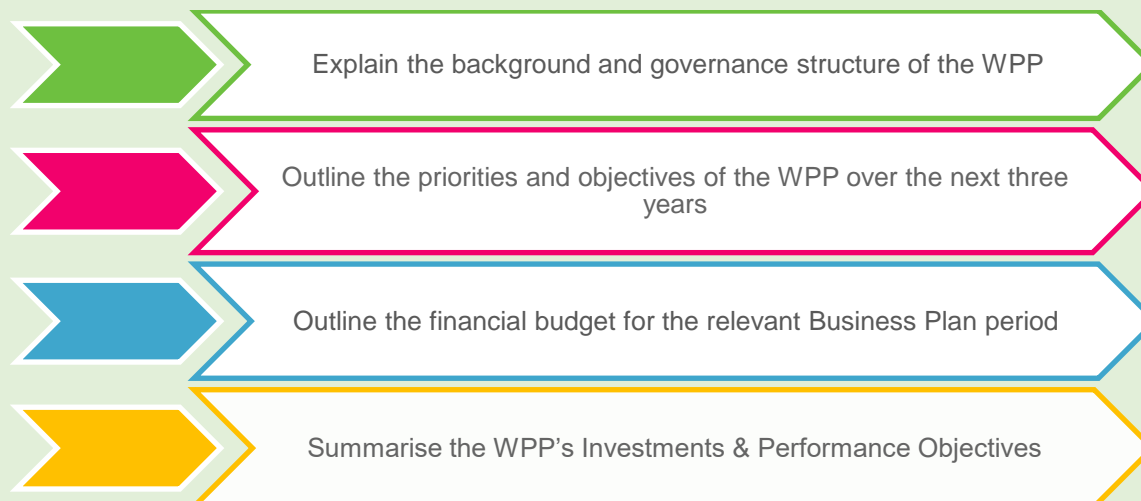 Explain the background and governance structure of the WPP
Outline the priorities and objectives of the WPP over the next three
years
Outline the financial budget for the relevant Business Plan period
Summarise the WPP’s Investments & Performance Objectives